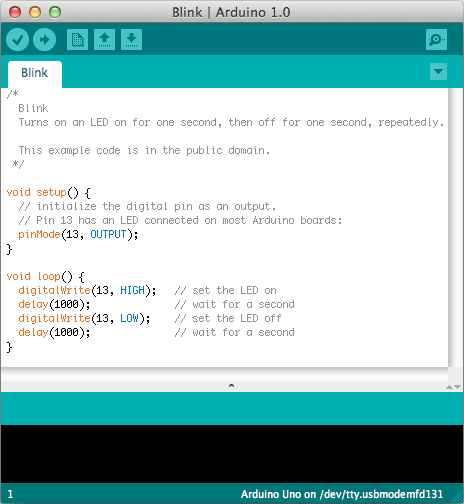 Blink | Arduino 1.0
Blink
/*
  Blink
  Turns on an LED on for one second, then off for one second, repeatedly.

  This example code is in the public domain.
 */

void setup() {
  // initialize the digital pin as an output.
  // Pin 13 has an LED connected on most Arduino boards:
  pinMode(13, OUTPUT);
}

void loop() {
  digitalWrite(13, HIGH);   // set the LED on
  delay(1000);              // wait for a second
  digitalWrite(13, LOW);    // set the LED off
  delay(1000);              // wait for a second
}
1 Arduino Uno on /dev/tty.usbmodemfd131